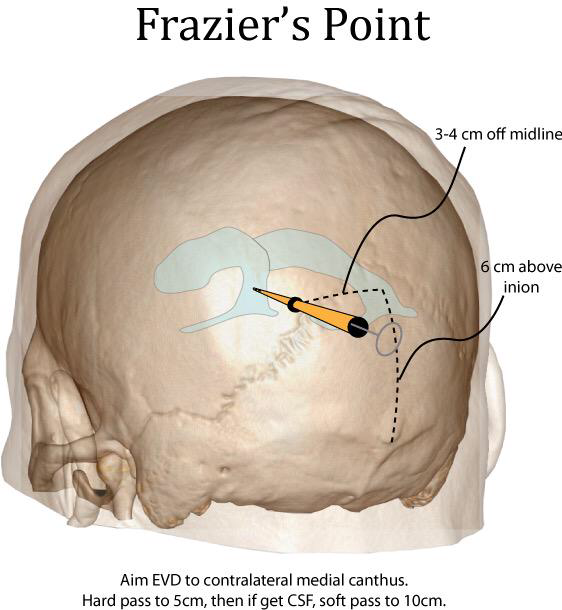 Frazier's Point
3-4 cm off midline
6 cm above
inion
Aim EVD to contralateral medial canthus.
Hard pass to 5cm, then if get CSF, soft pass to 10cm.